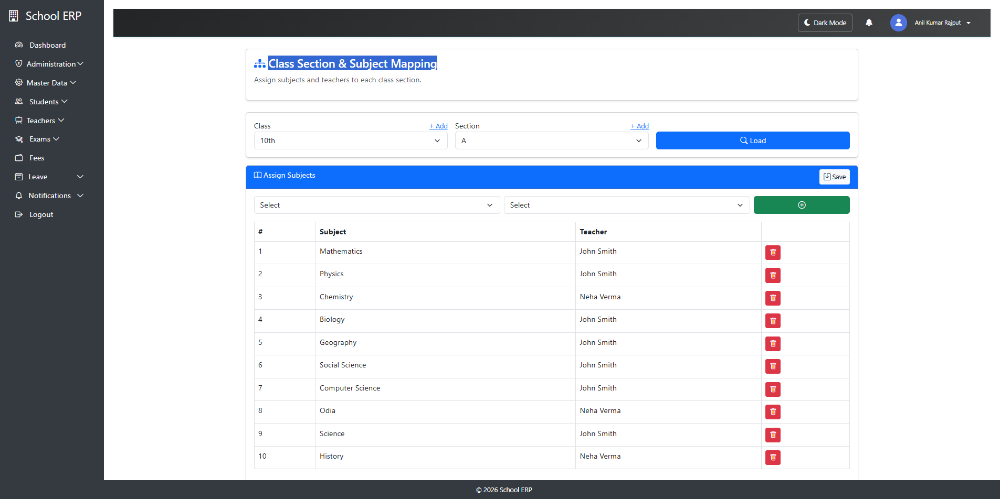 School ERP
Dashboard
Administration
Master Data
Students
Teachers
Exams
Fees
Leave
Notifications
Logout
Dark Mode
Anil Kumar Rajput
Class Section & Subject Mapping
Assign subjects and teachers to each class section.
Class + Add Section + Add
10th A Load
Assign Subjects Save
Select Select
# Subject Teacher
1 Mathematics John Smith
2 Physics John Smith
3 Chemistry Neha Verma
4 Biology John Smith
5 Geography John Smith
6 Social Science John Smith
7 Computer Science John Smith
8 Odia Neha Verma
9 Science John Smith
10 History Neha Verma
© 2026 School ERP